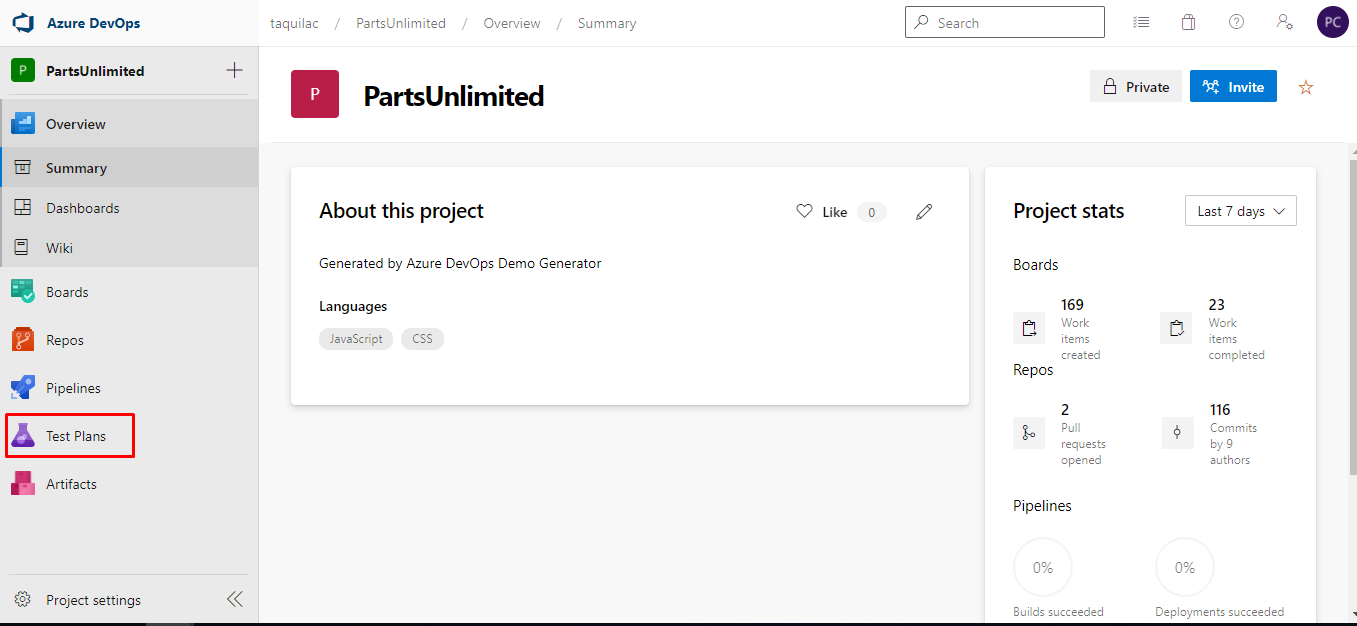 Azure DevOps
taquilac / PartsUnlimited / Overview / Summary
Search
PC
P PartsUnlimited
Overview
Summary
Dashboards
Wiki
Boards
Repos
Pipelines
Test Plans
Artifacts
Project settings
P PartsUnlimited
Private
Invite
About this project
Like 0
Generated by Azure DevOps Demo Generator
Languages
JavaScript CSS
Project stats
Last 7 days
Boards
169
Work
items
created
23
Work
items
completed
Repos
2
Pull
requests
opened
116
Commits
by 9
authors
Pipelines
0%
Builds succeeded
0%
Deployments succeeded